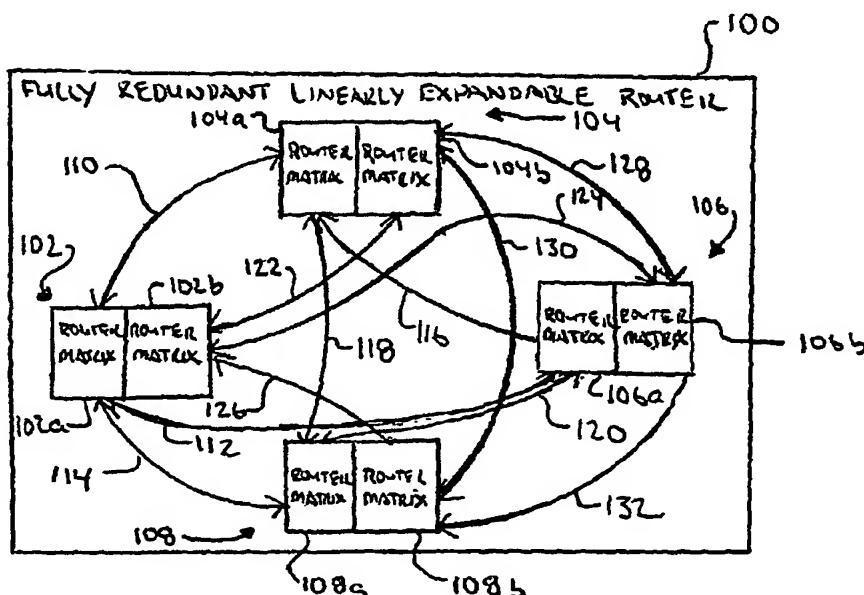 100
FULLY REDUNDANT LINEARLY EXPANDABLE ROUTER
104a
104
110
ROUTER MATRIX
ROUTER MATRIX
104b
128
124
106
102
102b
122
130
ROUTER MATRIX
ROUTER MATRIX
118
116
ROUTER MATRIX
ROUTER MATRIX
106b
126
106a
102a
112
120
114
ROUTER MATRIX
ROUTER MATRIX
132
108
108a
108b